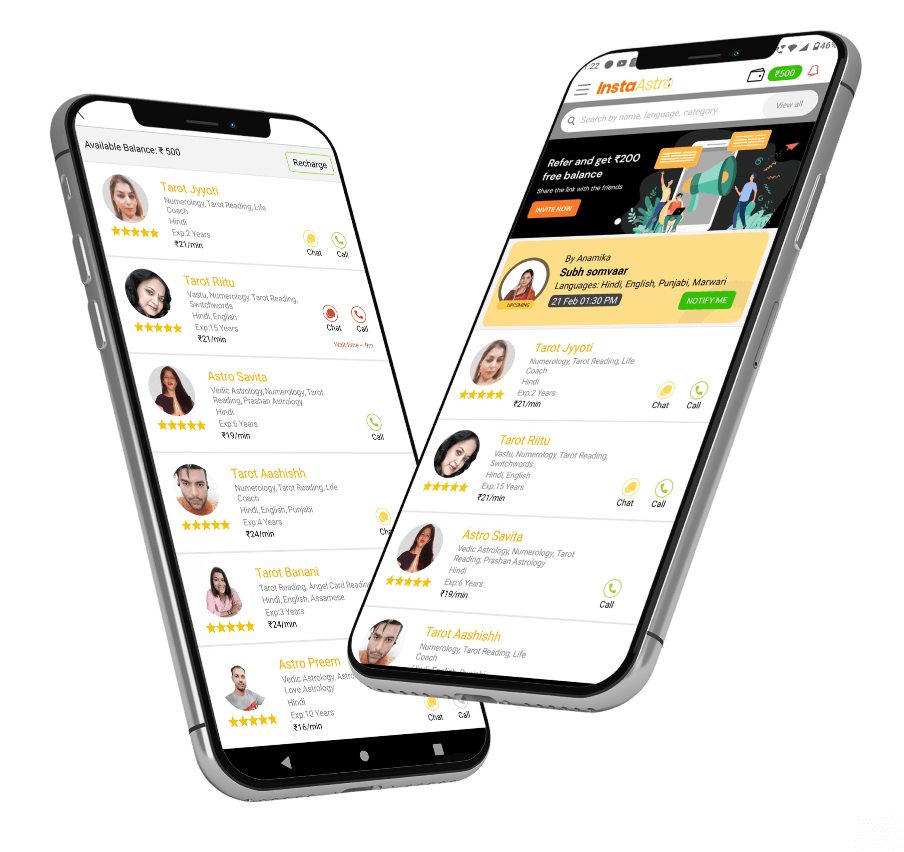 Available Balance: ₹ 500
Recharge
Tarot Jyyoti
Numerology, Tarot Reading, Life
Coach
Hindi
Exp:2 Years
₹21/min
Chat
Call
Tarot Riitu
Vastu, Numerology, Tarot Reading,
Switchwords
Hindi, English
Exp:15 Years
₹21/min
Chat
Call
Wait time ~ 9m
Astro Savita
Vedic Astrology, Numerology, Tarot
Reading, Prashan Astrology
Hindi
Exp:6 Years
₹19/min
Call
Tarot Aashishh
Numerology, Tarot Reading, Life
Coach
Hindi, English, Punjabi
Exp:4 Years
₹24/min
Tarot Banani
Tarot Reading, Angel Card Reading
Hindi, English, Assamese
Exp:3 Years
₹24/min
Astro Preem
Vedic Astrology,
Love Astrology
Hindi
Exp:10 Years
₹16/min
Chat
Call
46%
InstaAstro
₹500
Search by name, language, category
View all
Refer and get ₹200
free balance
Share the link with the friends
INVITE NOW
By Anamika
Subh somvaar
Languages: Hindi, English, Punjabi, Marwari
21 Feb 01:30 PM
UPCOMING
NOTIFY ME
Tarot Jyyoti
Numerology, Tarot Reading, Life
Coach
Hindi
Exp:2 Years
₹21/min
Chat
Call
Tarot Riitu
Vastu, Numerology, Tarot Reading,
Switchwords
Hindi, English
Exp:15 Years
₹21/min
Chat
Call
Astro Savita
Vedic Astrology, Numerology, Tarot
Reading, Prashan Astrology
Hindi
Exp:6 Years
₹19/min
Call
Tarot Aashishh
Numerology, Tarot Reading, Life
Coach